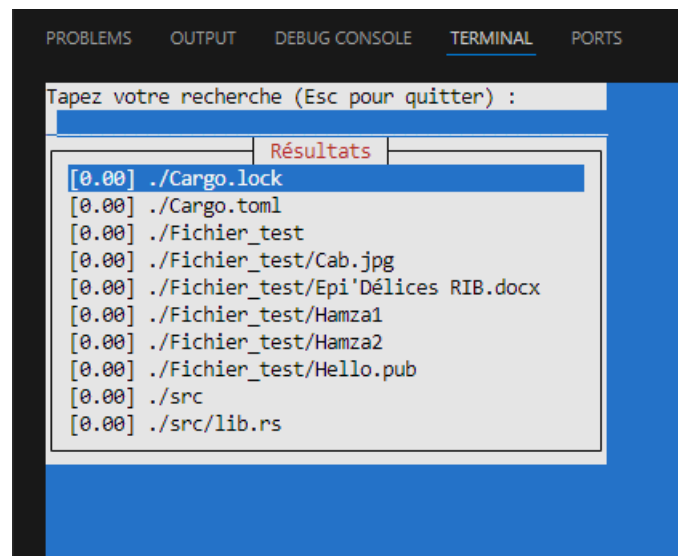 PROBLEMS OUTPUT DEBUG CONSOLE TERMINAL PORTS
Tapez votre recherche (Esc pour quitter) :
Résultats
[0.00] ./Cargo.lock
[0.00] ./Cargo.toml
[0.00] ./Fichier_test
[0.00] ./Fichier_test/Cab.jpg
[0.00] ./Fichier_test/Epi'Délices RIB.docx
[0.00] ./Fichier_test/Hamza1
[0.00] ./Fichier_test/Hamza2
[0.00] ./Fichier_test/Hello.pub
[0.00] ./src
[0.00] ./src/lib.rs